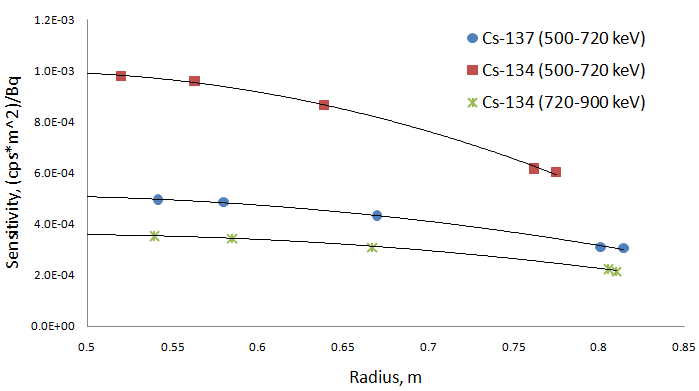 1.2E-03
1.0E-03
8.0E-04
6.0E-04
4.0E-04
2.0E-04
0.0E+00
Sensitivity, (cps*m^2)/Bq
Cs-137 (500-720 keV)
Cs-134 (500-720 keV)
Cs-134 (720-900 keV)
0.5 0.55 0.6 0.65 0.7 0.75 0.8 0.85
Radius, m